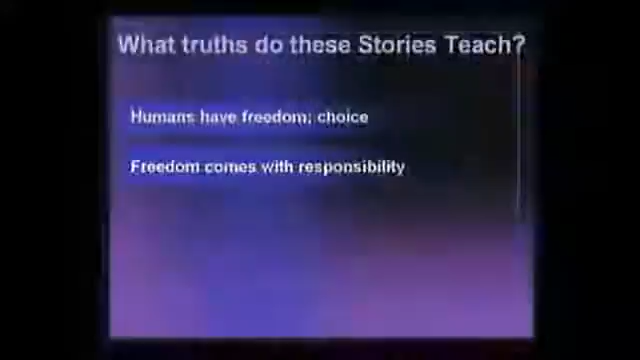 What truths do these Stories Teach?
Humans have freedom; choice
Freedom comes with responsibility